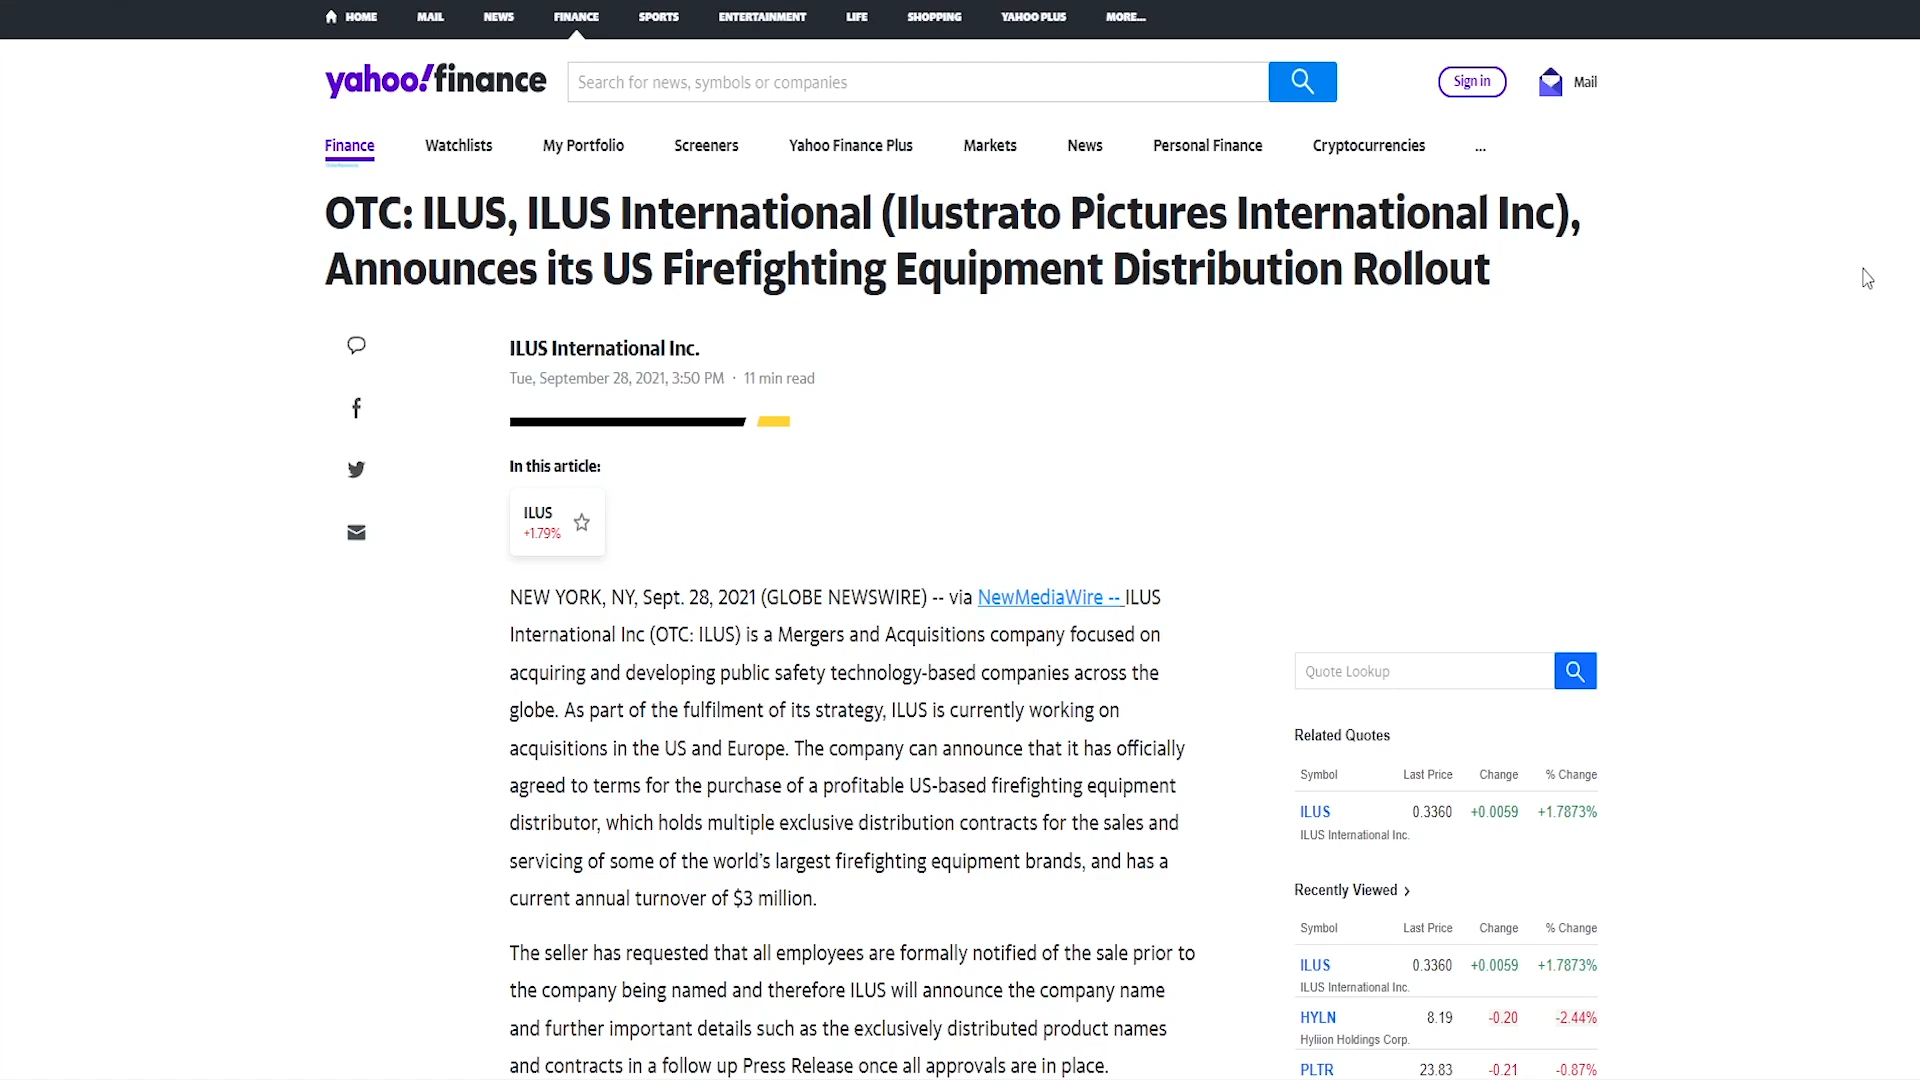 HOME MAIL NEWS FINANCE SPORTS ENTERTAINMENT LIFE SHOPPING YAHOO PLUS MORE...
yahoo!finance
Search for news, symbols or companies
Sign in
Mail
Finance Watchlists My Portfolio Screeners Yahoo Finance Plus Markets News Personal Finance Cryptocurrencies ...
OTC: ILUS, ILUS International (Ilustrato Pictures International Inc),
Announces its US Firefighting Equipment Distribution Rollout
ILUS International Inc.
Tue, September 28, 2021, 3:50 PM · 11 min read
In this article:
ILUS
+1.79%
NEW YORK, NY, Sept. 28, 2021 (GLOBE NEWSWIRE) -- via NewMediaWire -- ILUS
International Inc (OTC: ILUS) is a Mergers and Acquisitions company focused on
acquiring and developing public safety technology-based companies across the
globe. As part of the fulfilment of its strategy, ILUS is currently working on
acquisitions in the US and Europe. The company can announce that it has officially
agreed to terms for the purchase of a profitable US-based firefighting equipment
distributor, which holds multiple exclusive distribution contracts for the sales and
servicing of some of the world's largest firefighting equipment brands, and has a
current annual turnover of $3 million.
The seller has requested that all employees are formally notified of the sale prior to
the company being named and therefore ILUS will announce the company name
and further important details such as the exclusively distributed product names
and contracts in a follow up Press Release once all approvals are in place.
Quote Lookup
Related Quotes
Symbol Last Price Change % Change
ILUS 0.3360 +0.0059 +1.7873%
ILUS International Inc.
Recently Viewed >
Symbol Last Price Change % Change
ILUS 0.3360 +0.0059 +1.7873%
ILUS International Inc.
HYLN 8.19 -0.20 -2.44%
Hyliion Holdings Corp.
PLTR 23.83 -0.21 -0.87%